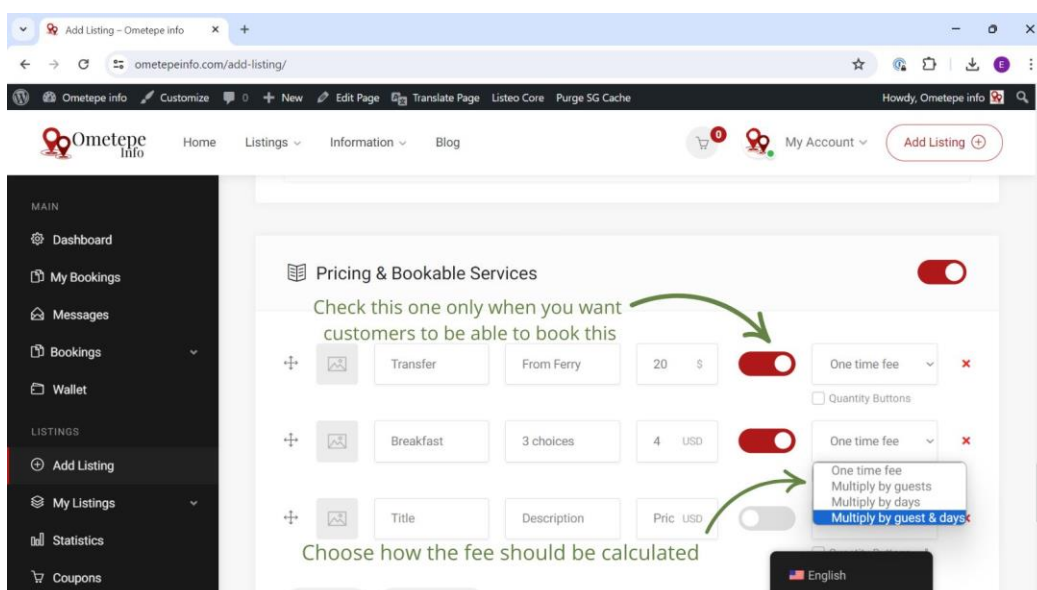 Add Listing – Ometepe info
ometepeinfo.com/add-listing/
E
Ometepe info Customize 0 New Edit Page Translate Page Listeo Core Purge SG Cache Howdy, Ometepe info
Ometepe
Info
Home Listings Information Blog 0 My Account Add Listing
MAIN
Dashboard
My Bookings
Messages
Bookings
Wallet
LISTINGS
Add Listing
My Listings
Statistics
Coupons
Pricing & Bookable Services
Check this one only when you want
customers to be able to book this
Transfer From Ferry 20 $ One time fee
Quantity Buttons
Breakfast 3 choices 4 USD One time fee
One time fee
Multiply by guests
Multiply by days
Multiply by guest & days
Title Description Pric USD
Choose how the fee should be calculated
English